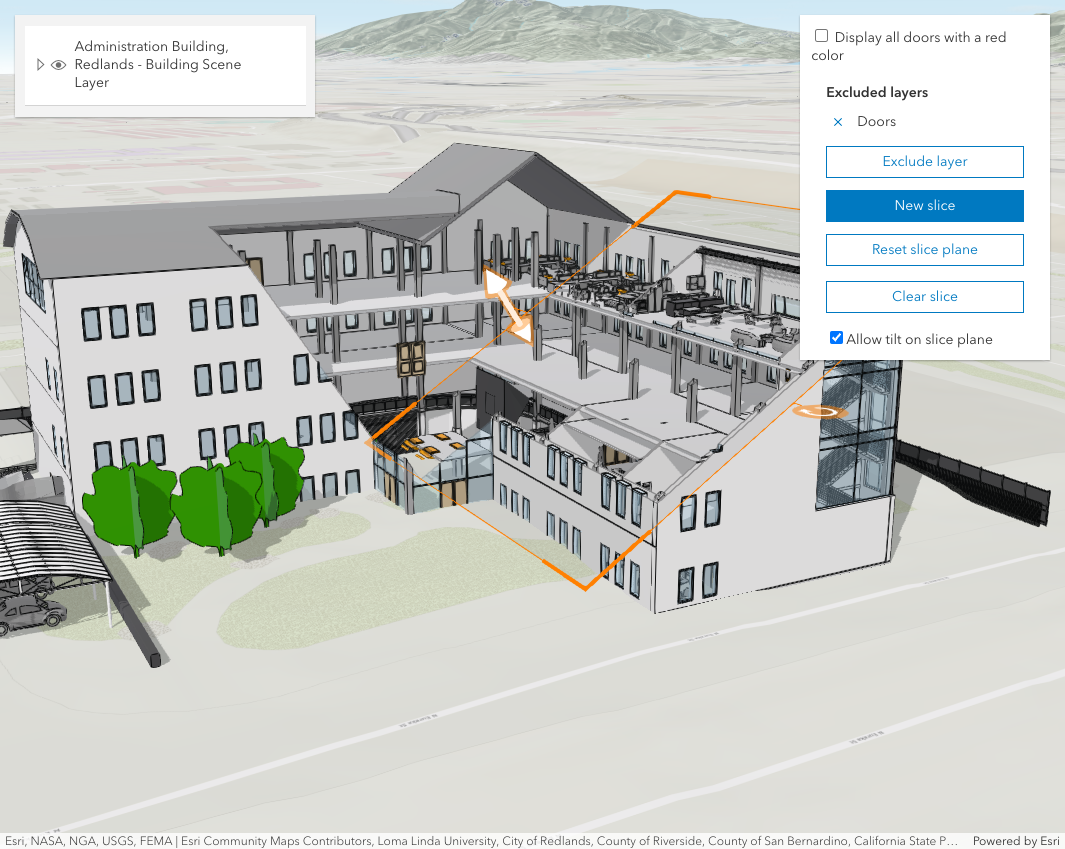 Administration Building,
Redlands - Building Scene
Layer
Display all doors with a red
color
Excluded layers
Doors
Exclude layer
New slice
Reset slice plane
Clear slice
Allow tilt on slice plane
Esri, NASA, NGA, USGS, FEMA | Esri Community Maps Contributors, Loma Linda University, City of Redlands, County of Riverside, County of San Bernardino, California State P… Powered by Esri